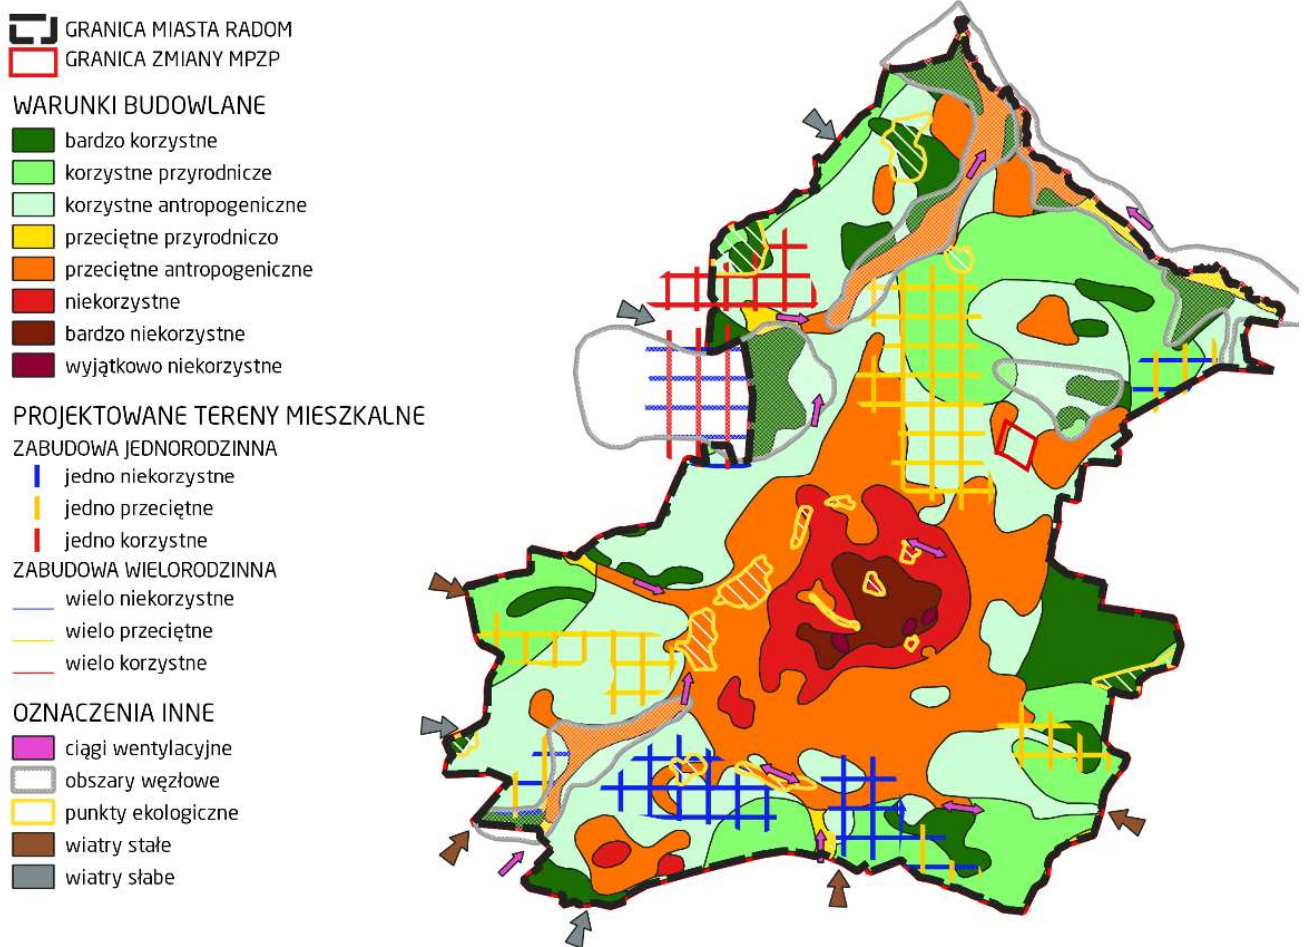 GRANICA MIASTA RADOM
GRANICA ZMIANY MPZP
WARUNKI BUDOWLANE
bardzo korzystne
korzystne przyrodnicze
korzystne antropogeniczne
przeciętne przyrodniczo
przeciętne antropogeniczne
niekorzystne
bardzo niekorzystne
wyjątkowo niekorzystne
PROJEKTOWANE TERENY MIESZKALNE
ZABUDOWA JEDNORODZINNA
jedno niekorzystne
jedno przeciętne
jedno korzystne
ZABUDOWA WIELORODZINNA
wielo niekorzystne
wielo przeciętne
wielo korzystne
OZNACZENIA INNE
ciągi wentylacyjne
obszary węzłowe
punkty ekologiczne
wiatry stałe
wiatry słabe